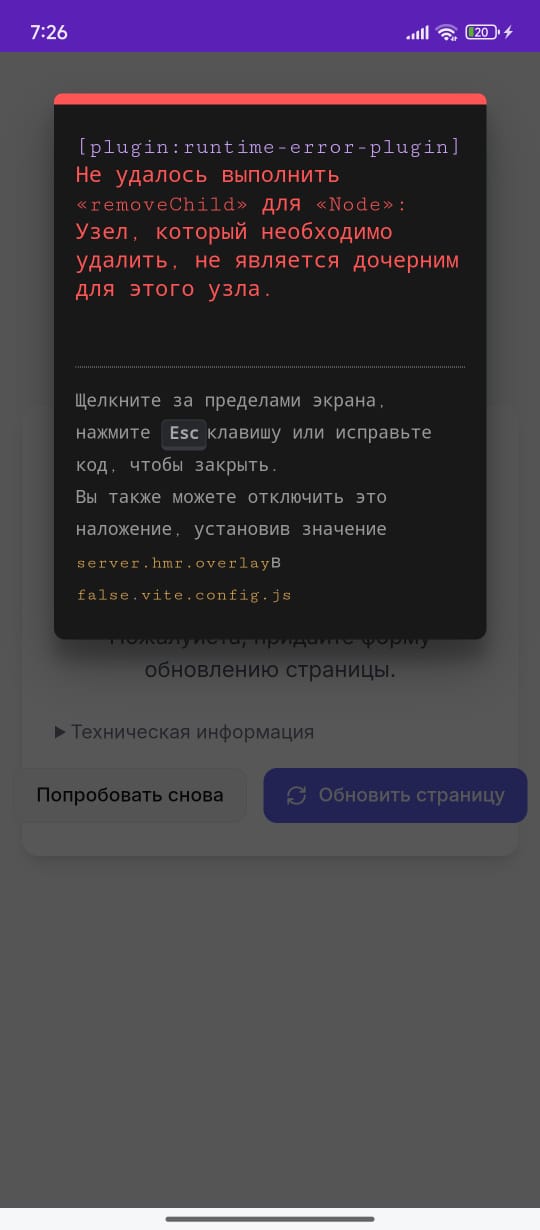 7:26
20
[plugin:runtime-error-plugin]
Не удалось выполнить
«removeChild» для «Node»:
Узел, который необходимо
удалить, не является дочерним
для этого узла.
Щелкните за пределами экрана,
нажмите Esc клавишу или исправьте
код, чтобы закрыть.
Вы также можете отключить это
наложение, установив значение
server.hmr.overlayВ
false.vite.config.js
Пожалуйста, придайте форму
обновлению страницы.
Техническая информация
Попробовать снова
Обновить страницу